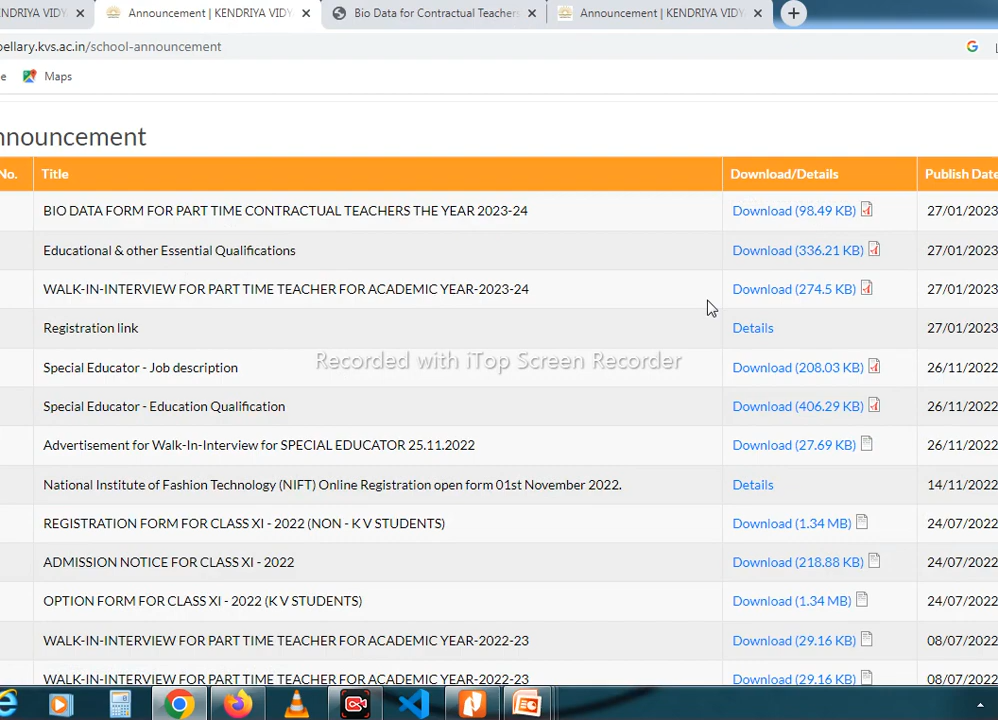 KENDRIYA VIDY
Announcement | KENDRIYA VIDY
Bio Data for Contractual Teachers
Announcement | KENDRIYA VIDY
bellary.kvs.ac.in/school-announcement
Maps
nnouncement
No. Title Download/Details Publish Date
BIO DATA FORM FOR PART TIME CONTRACTUAL TEACHERS THE YEAR 2023-24 Download (98.49 KB) 27/01/2023
Educational & other Essential Qualifications Download (336.21 KB) 27/01/2023
WALK-IN-INTERVIEW FOR PART TIME TEACHER FOR ACADEMIC YEAR-2023-24 Download (274.5 KB) 27/01/2023
Registration link Details 27/01/2023
Recorded with iTop Screen Recorder
Special Educator - Job description Download (208.03 KB) 26/11/2022
Special Educator - Education Qualification Download (406.29 KB) 26/11/2022
Advertisement for Walk-In-Interview for SPECIAL EDUCATOR 25.11.2022 Download (27.69 KB) 26/11/2022
National Institute of Fashion Technology (NIFT) Online Registration open form 01st November 2022. Details 14/11/2022
REGISTRATION FORM FOR CLASS XI - 2022 (NON - K V STUDENTS) Download (1.34 MB) 24/07/2022
ADMISSION NOTICE FOR CLASS XI - 2022 Download (218.88 KB) 24/07/2022
OPTION FORM FOR CLASS XI - 2022 (K V STUDENTS) Download (1.34 MB) 24/07/2022
WALK-IN-INTERVIEW FOR PART TIME TEACHER FOR ACADEMIC YEAR-2022-23 Download (29.16 KB) 08/07/2022
WALK-IN-INTERVIEW FOR PART TIME TEACHER FOR ACADEMIC YEAR-2022-23 Download (29.16 KB) 08/07/2022